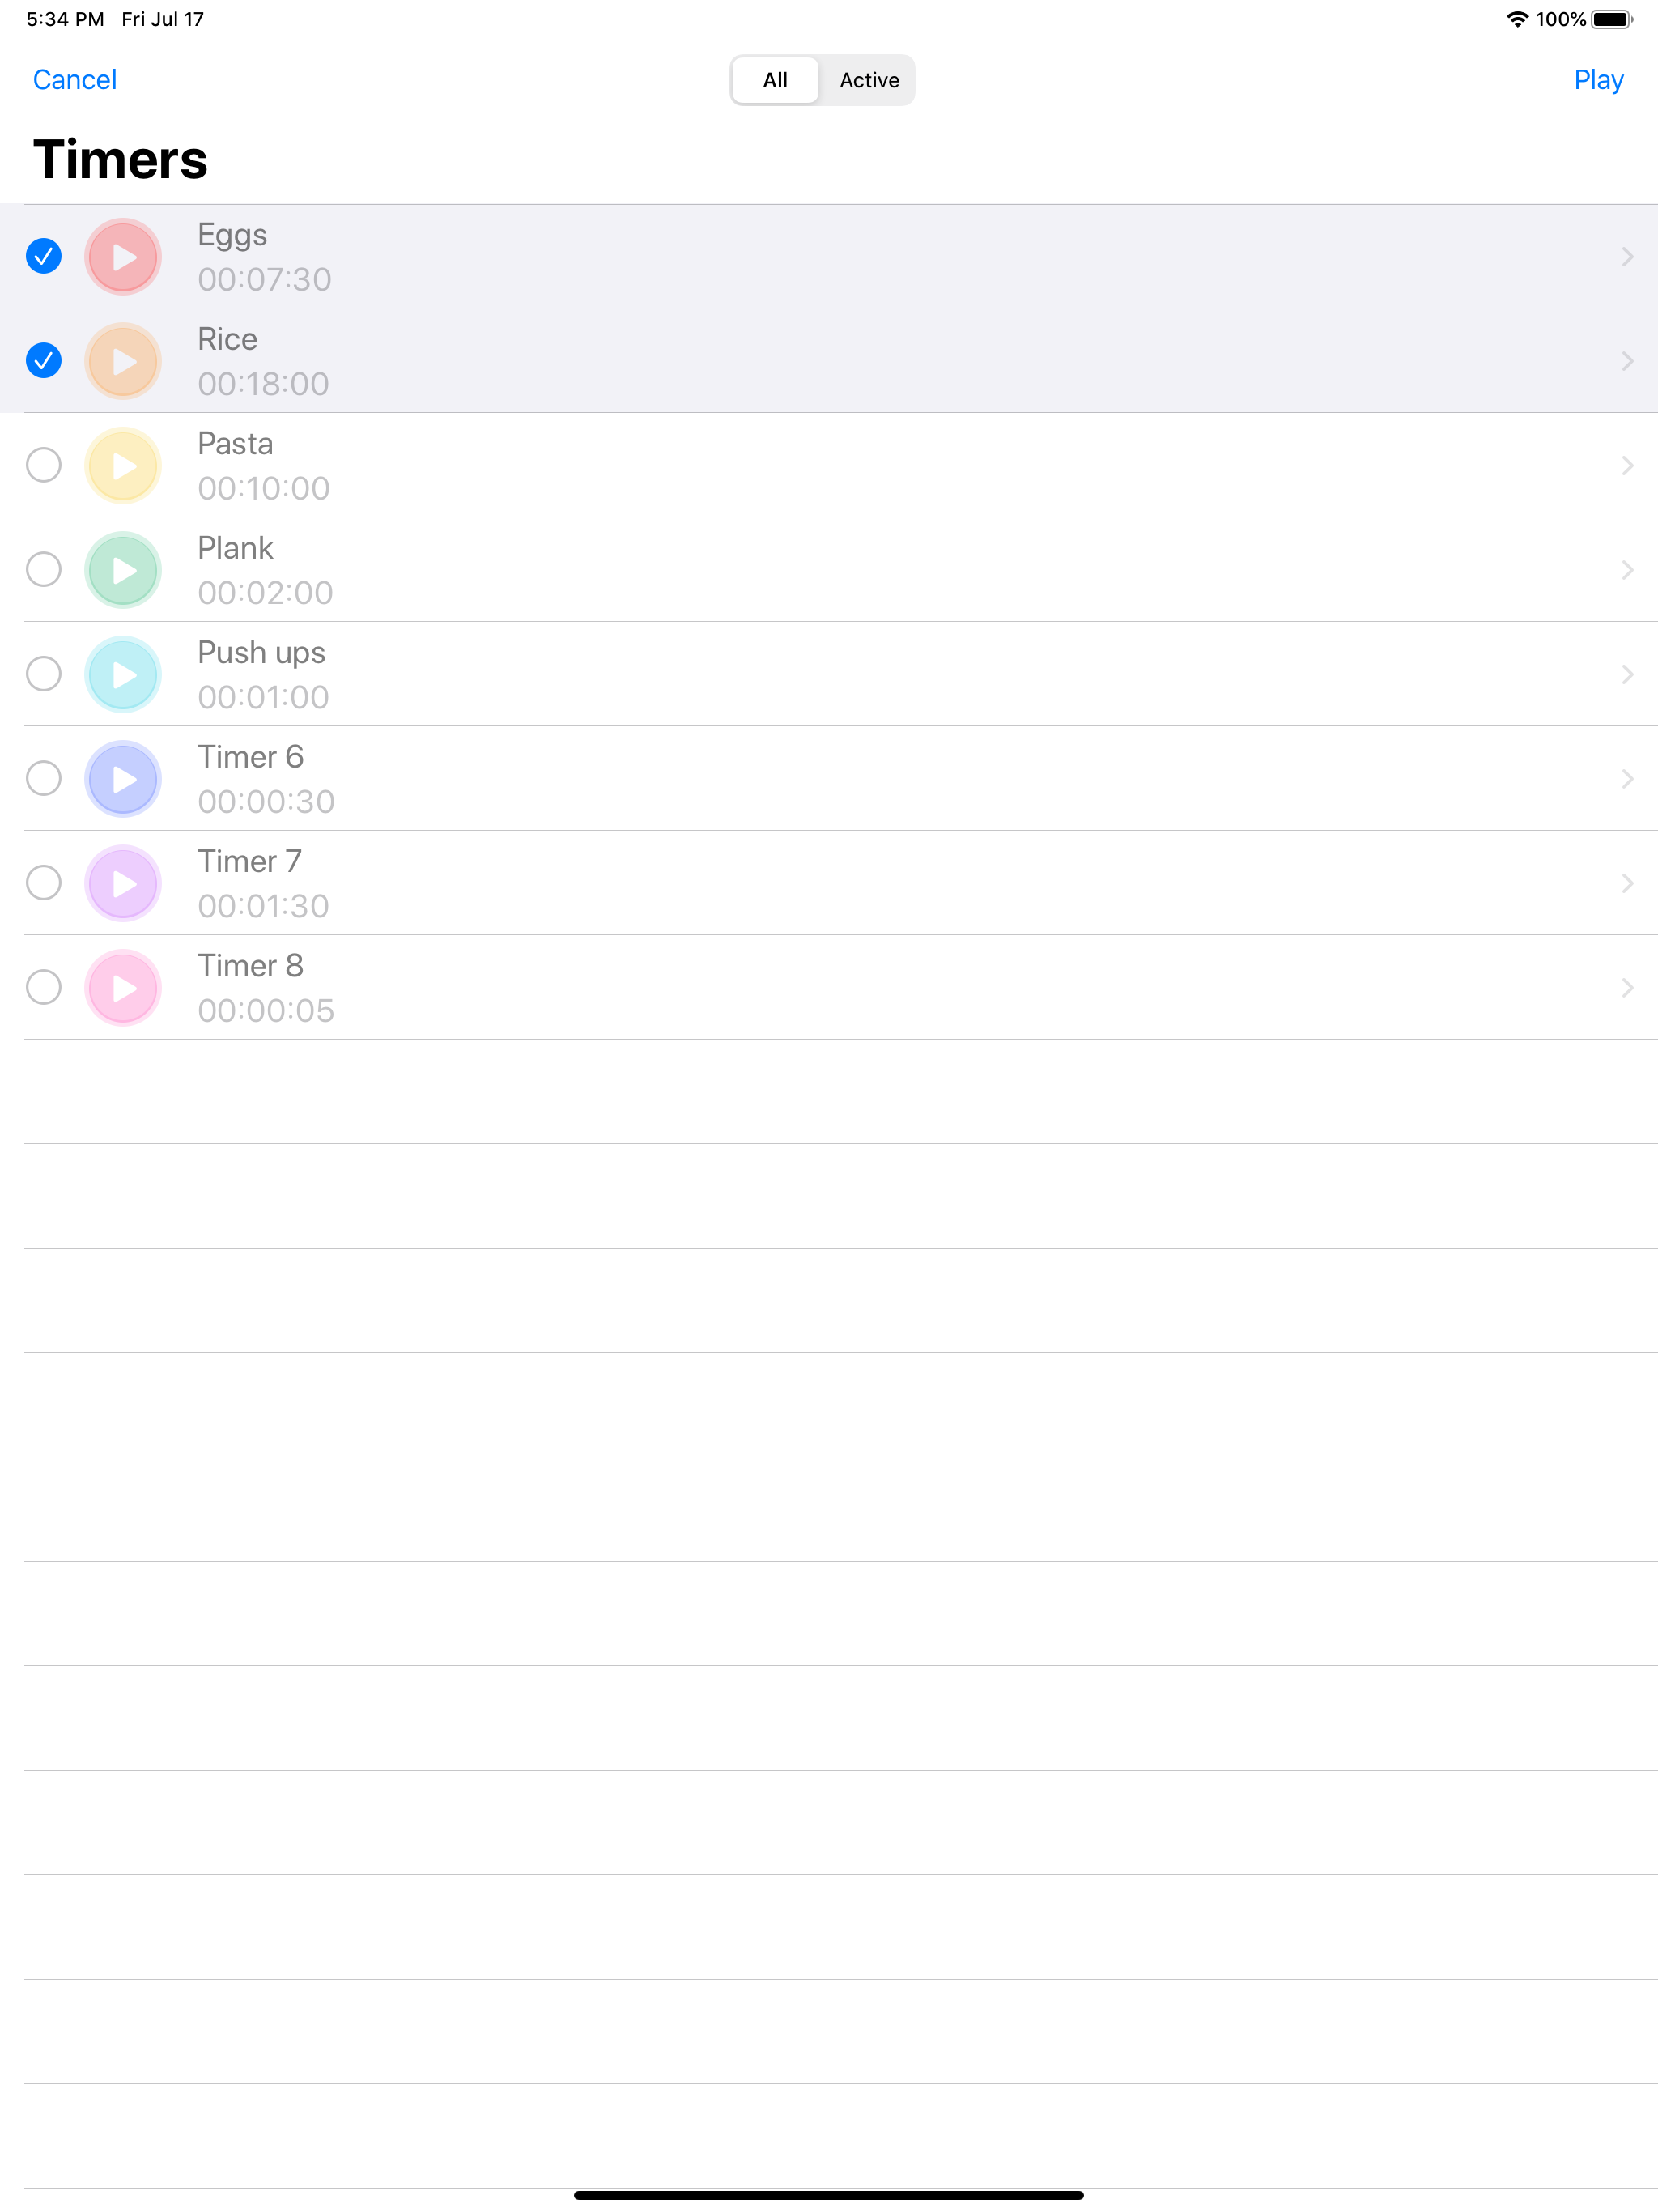 5:34 PM Fri Jul 17 100%
Cancel All Active Play
Timers
Eggs
00:07:30
Rice
00:18:00
Pasta
00:10:00
Plank
00:02:00
Push ups
00:01:00
Timer 6
00:00:30
Timer 7
00:01:30
Timer 8
00:00:05